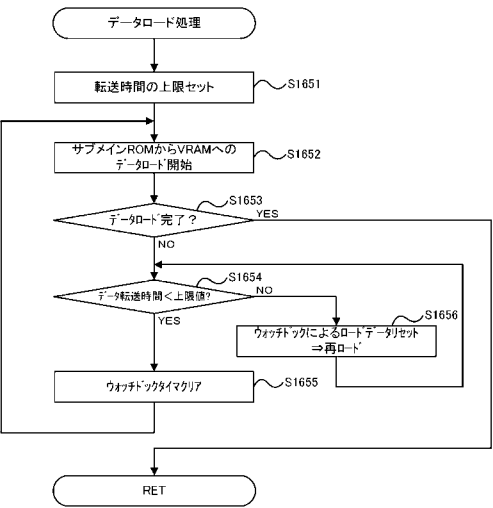 データロード処理
転送時間の上限セット
S1651
サブメインROMからVRAMへの
データロード開始
S1652
データロード完了？
S1653
YES
NO
データ転送時間＜上限値?
S1654
NO
YES
ウォッチドックによるロードデータリセット
⇒再ロード
S1656
ウォッチドックタイマクリア
S1655
RET